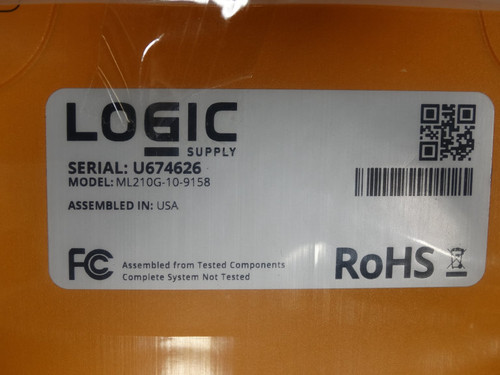 LOGIC
SUPPLY
SERIAL: U674626
MODEL: ML210G-10-9158
ASSEMBLED IN: USA
FC
Assembled from Tested Components
Complete System Not Tested
RoHS